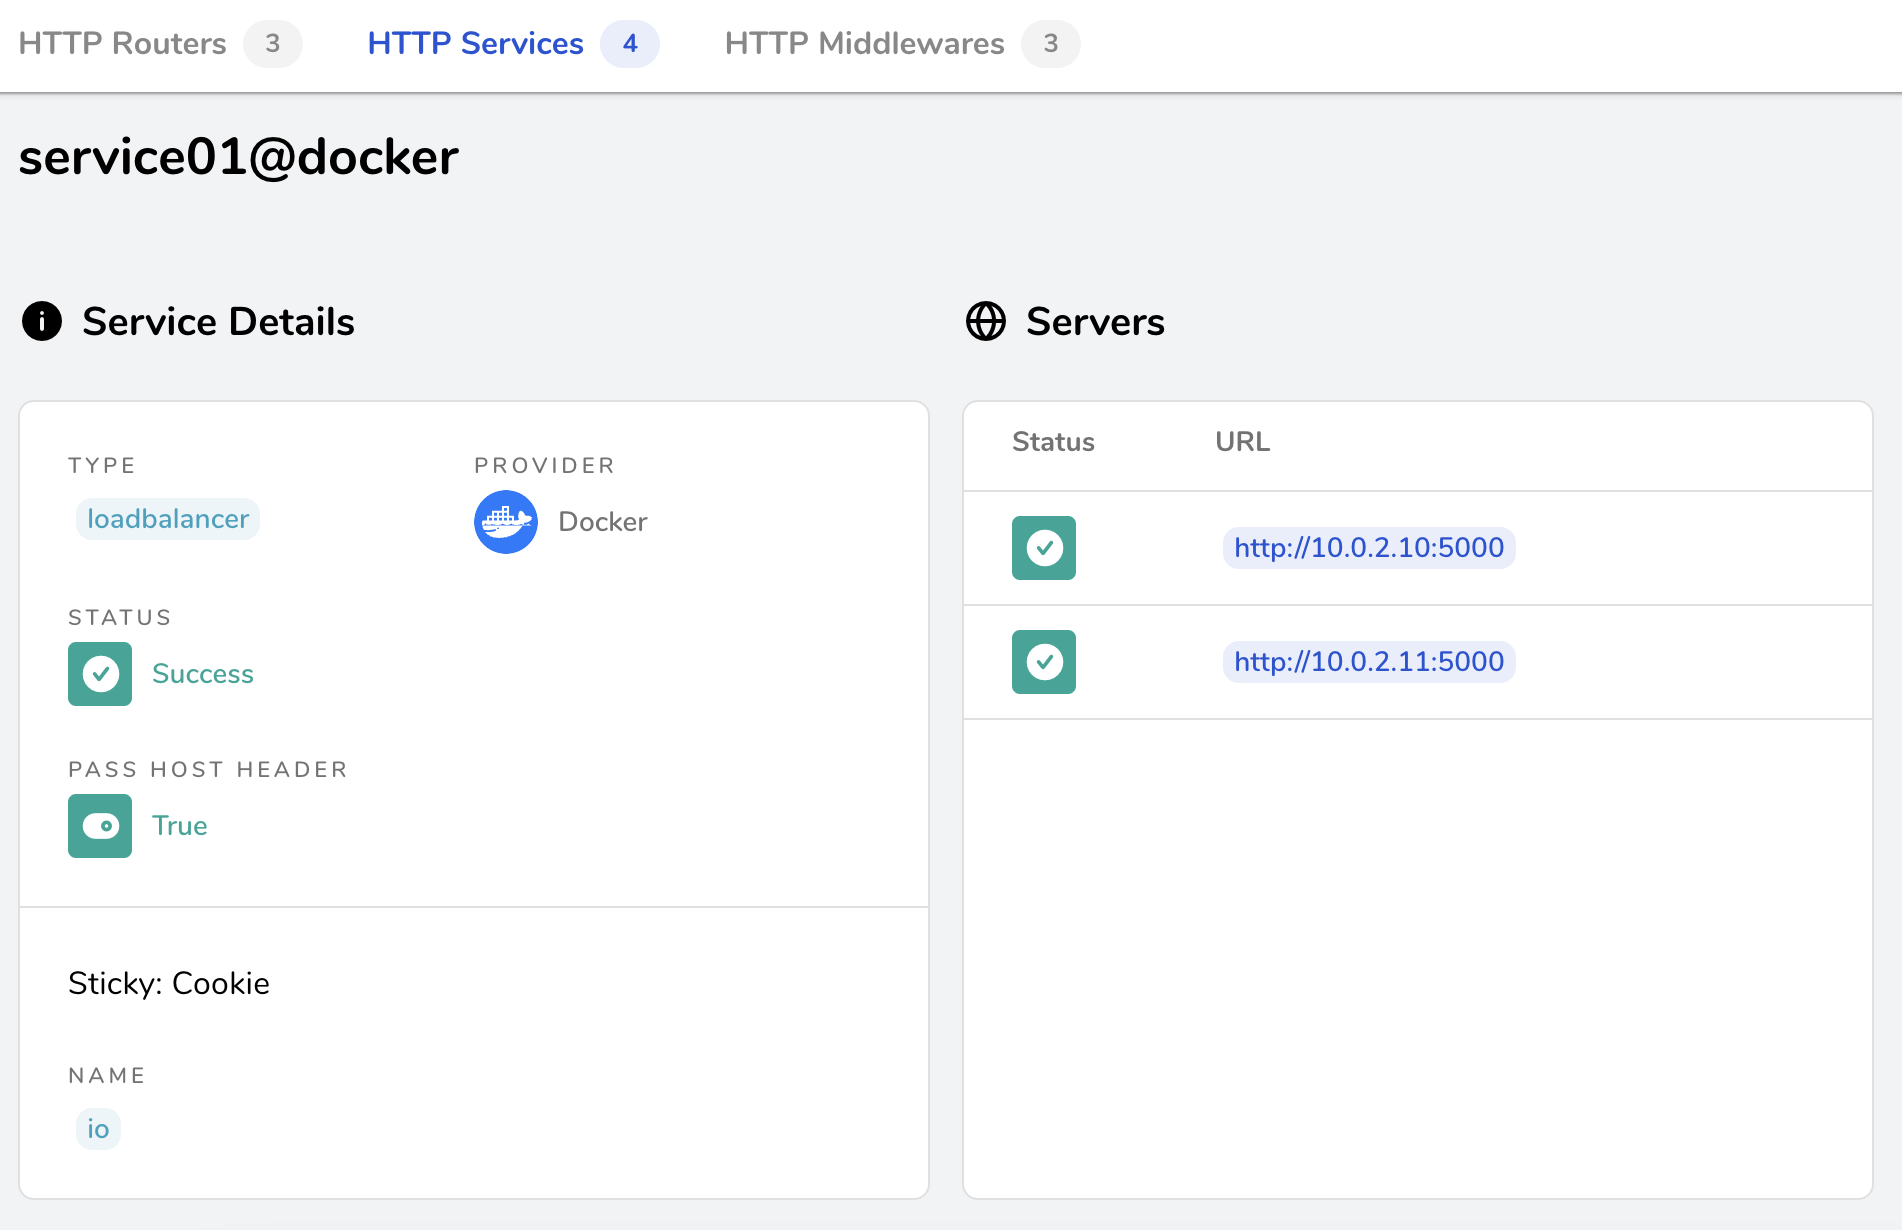 HTTP Routers 3 HTTP Services 4 HTTP Middlewares 3
service01@docker
Service Details
TYPE PROVIDER
loadbalancer Docker
STATUS
Success
PASS HOST HEADER
True
Sticky: Cookie
NAME
io
Servers
Status URL
http://10.0.2.10:5000
http://10.0.2.11:5000